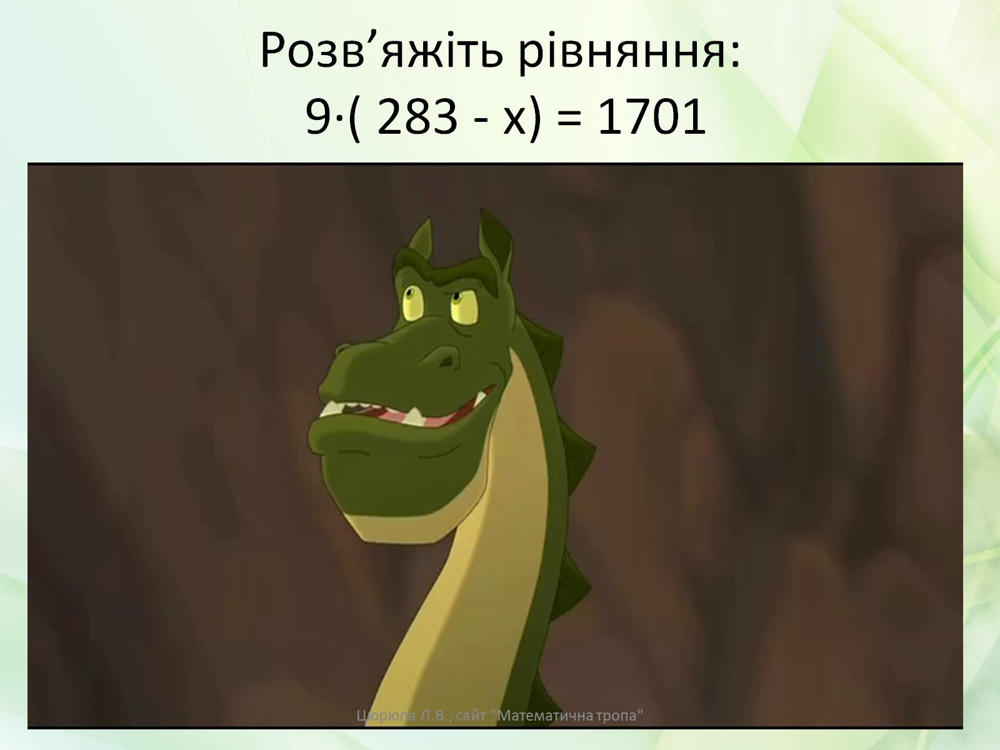 Розв’яжіть рівняння:
9·( 283 - х) = 1701
Цюрюпа Л.В., сайт "Математична тропа"